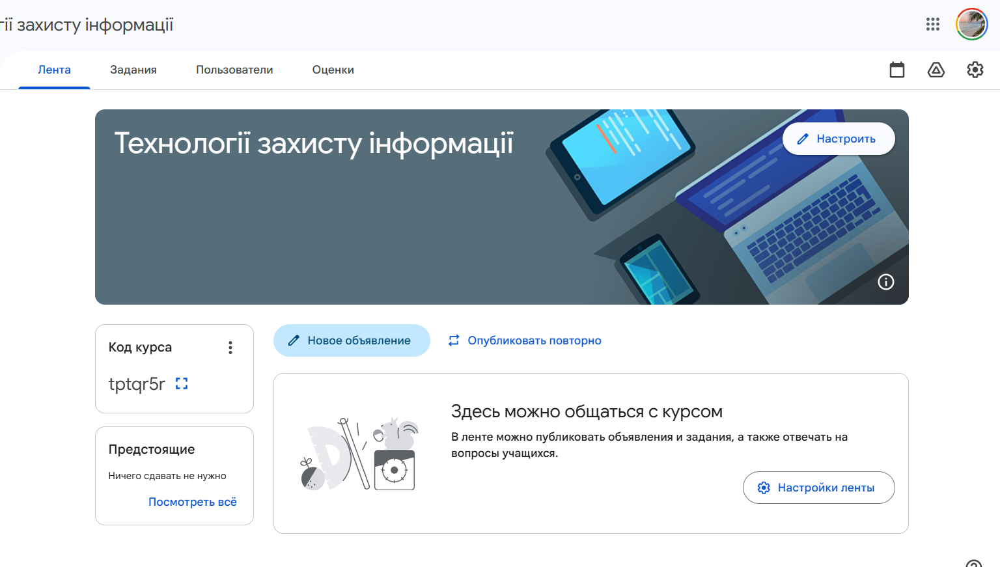 гії захисту інформації
Лента
Задания
Пользователи
Оценки
Технології захисту інформації
Настроить
Код курса
tptqr5r
Новое объявление
Опубликовать повторно
Здесь можно общаться с курсом
В ленте можно публиковать объявления и задания, а также отвечать на
вопросы учащихся.
Настройки ленты
Предстоящие
Ничего сдавать не нужно
Посмотреть всё